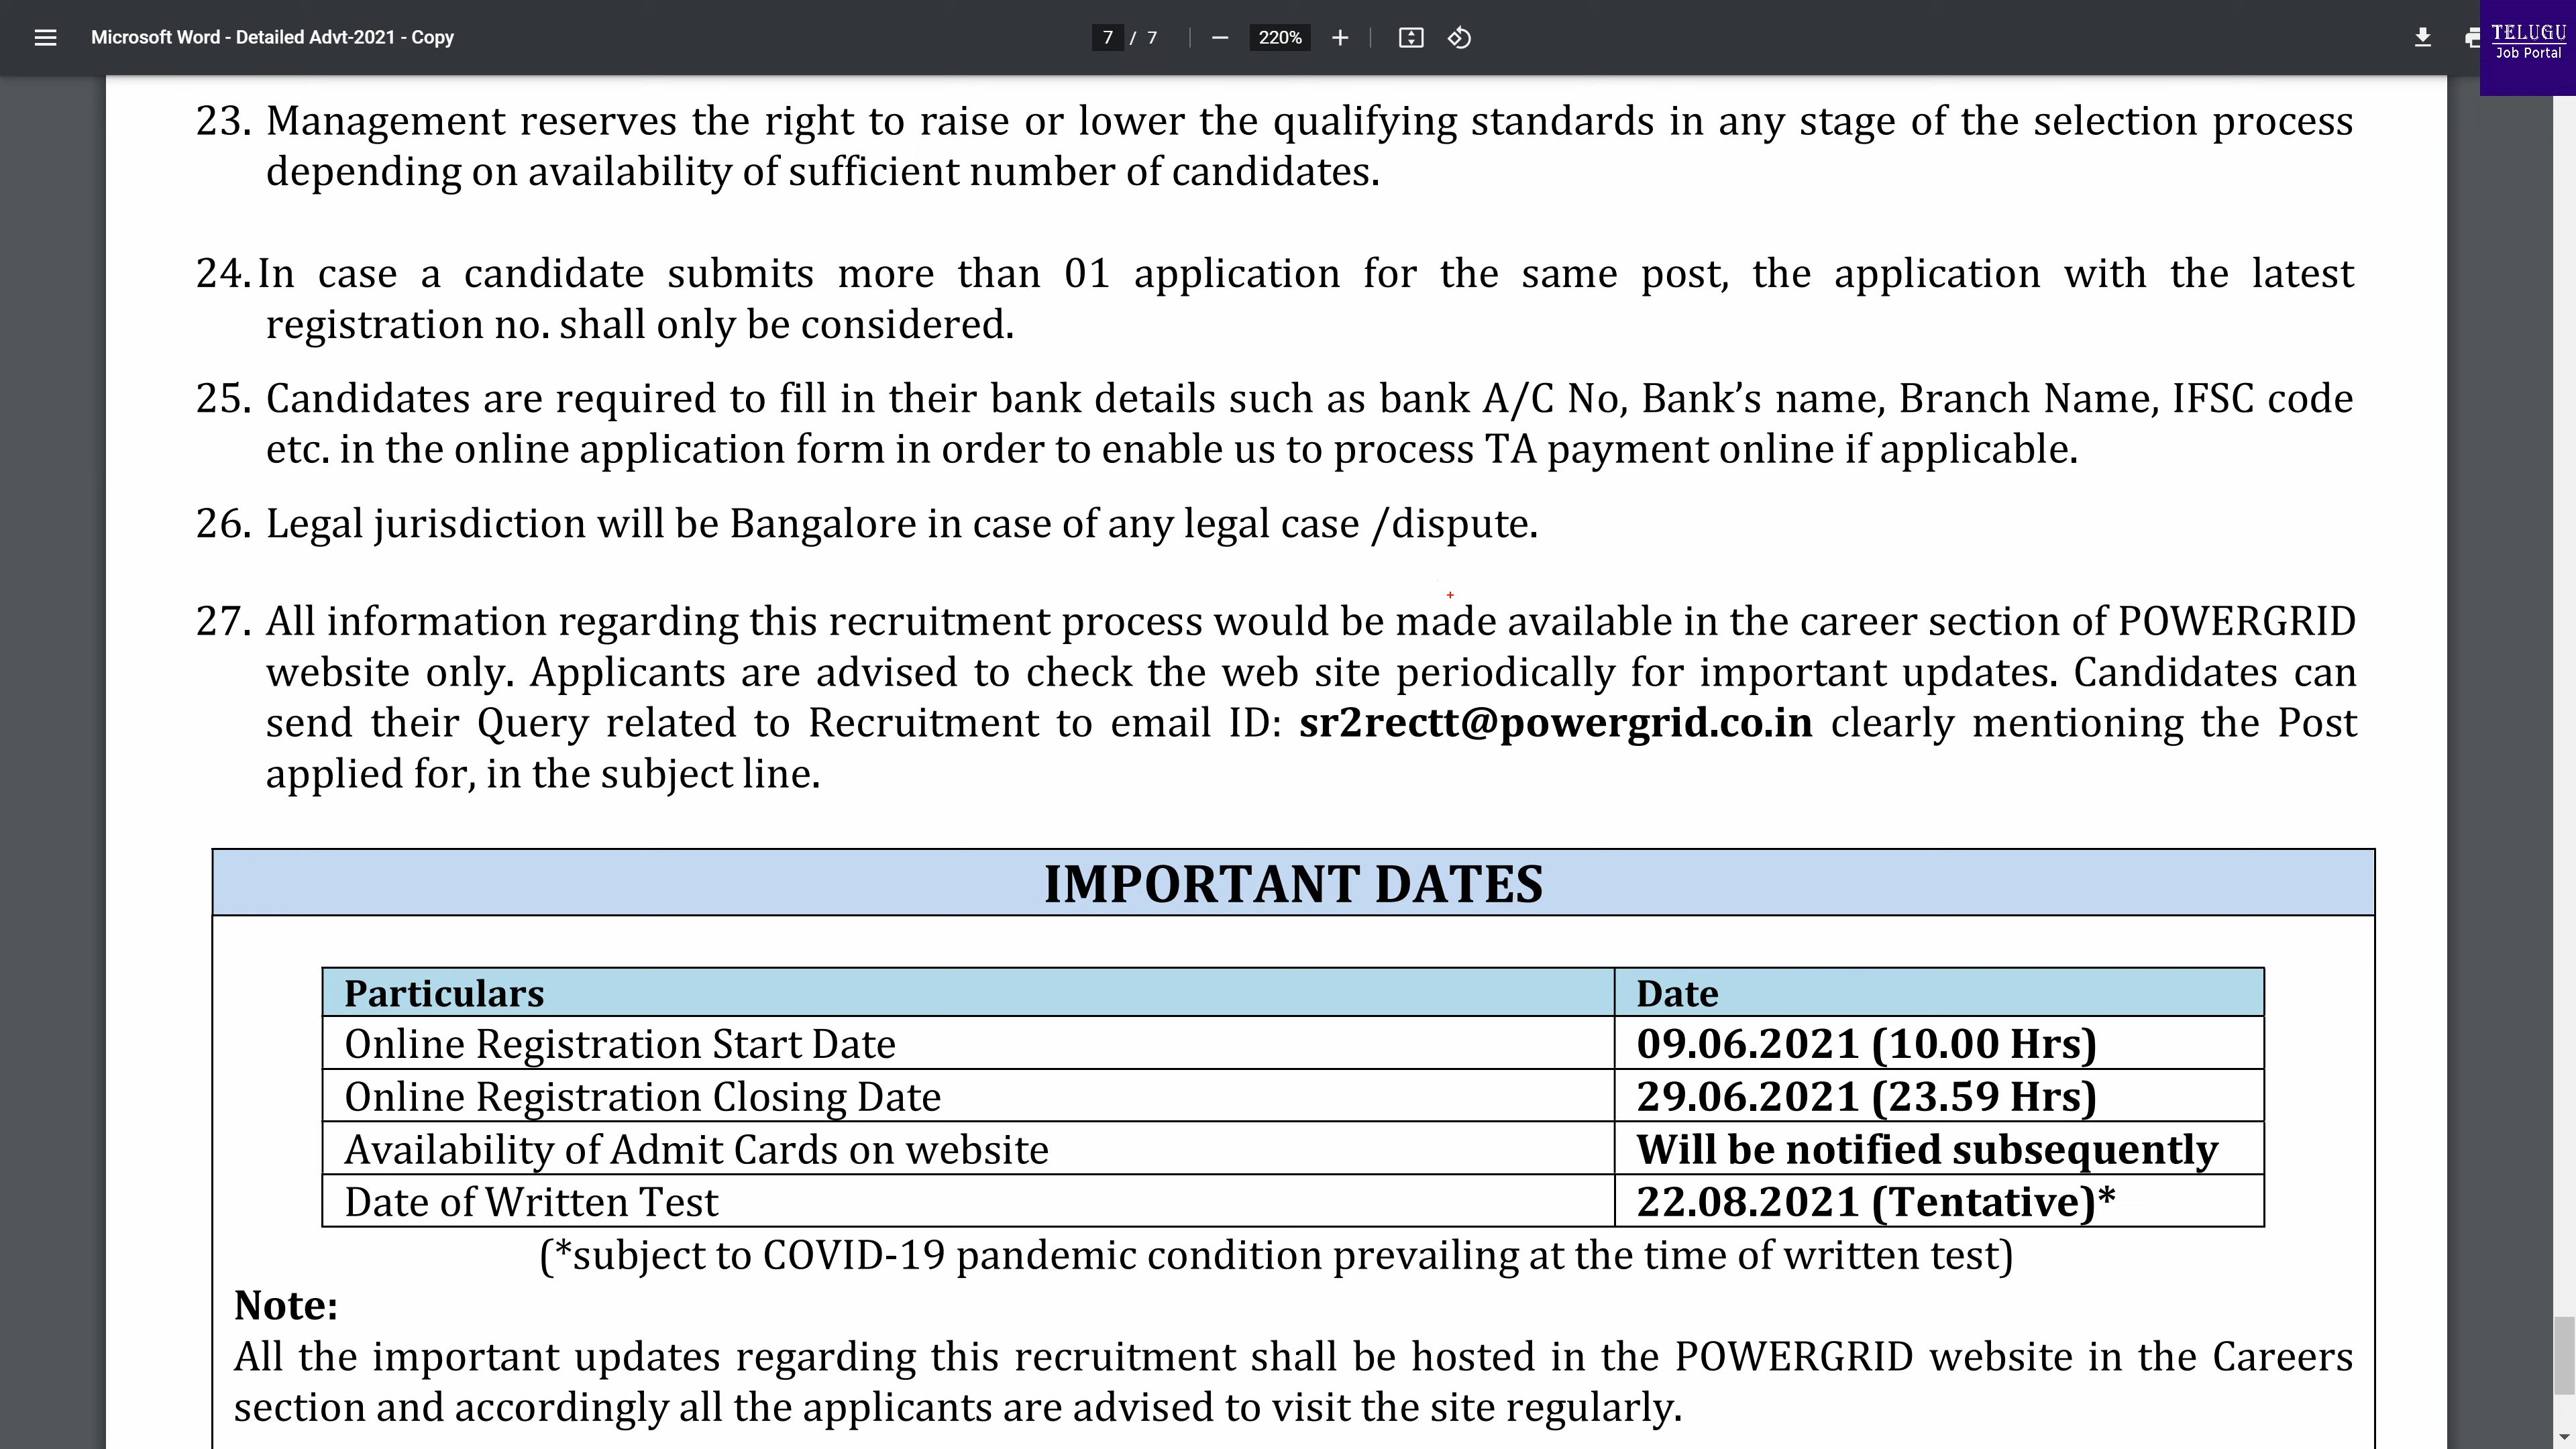 Microsoft Word - Detailed Advt-2021 - Copy
7 / 7
220%
TELUGU
Job Portal
23. Management reserves the right to raise or lower the qualifying standards in any stage of the selection process
depending on availability of sufficient number of candidates.
24. In case a candidate submits more than 01 application for the same post, the application with the latest
registration no. shall only be considered.
25. Candidates are required to fill in their bank details such as bank A/C No, Bank’s name, Branch Name, IFSC code
etc. in the online application form in order to enable us to process TA payment online if applicable.
26. Legal jurisdiction will be Bangalore in case of any legal case /dispute.
27. All information regarding this recruitment process would be made available in the career section of POWERGRID
website only. Applicants are advised to check the web site periodically for important updates. Candidates can
send their Query related to Recruitment to email ID: sr2rectt@powergrid.co.in clearly mentioning the Post
applied for, in the subject line.
IMPORTANT DATES
Particulars Date
Online Registration Start Date 09.06.2021 (10.00 Hrs)
Online Registration Closing Date 29.06.2021 (23.59 Hrs)
Availability of Admit Cards on website Will be notified subsequently
Date of Written Test 22.08.2021 (Tentative)*
(*subject to COVID-19 pandemic condition prevailing at the time of written test)
Note:
All the important updates regarding this recruitment shall be hosted in the POWERGRID website in the Careers
section and accordingly all the applicants are advised to visit the site regularly.